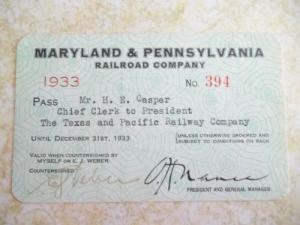 MARYLAND & PENNSYLVANIA
RAILROAD COMPANY
1933 No. 394
PASS Mr. H. E. Casper
Chief Clerk to President
The Texas and Pacific Railway Company
UNTIL DECEMBER 31ST, 1933 {UNLESS OTHERWISE ORDERED AND
SUBJECT TO CONDITIONS ON BACK
VALID WHEN COUNTERSIGNED BY
MYSELF OR E. J. WEBER
COUNTERSIGNED
E J Weber
PRESIDENT AND GENERAL MANAGER